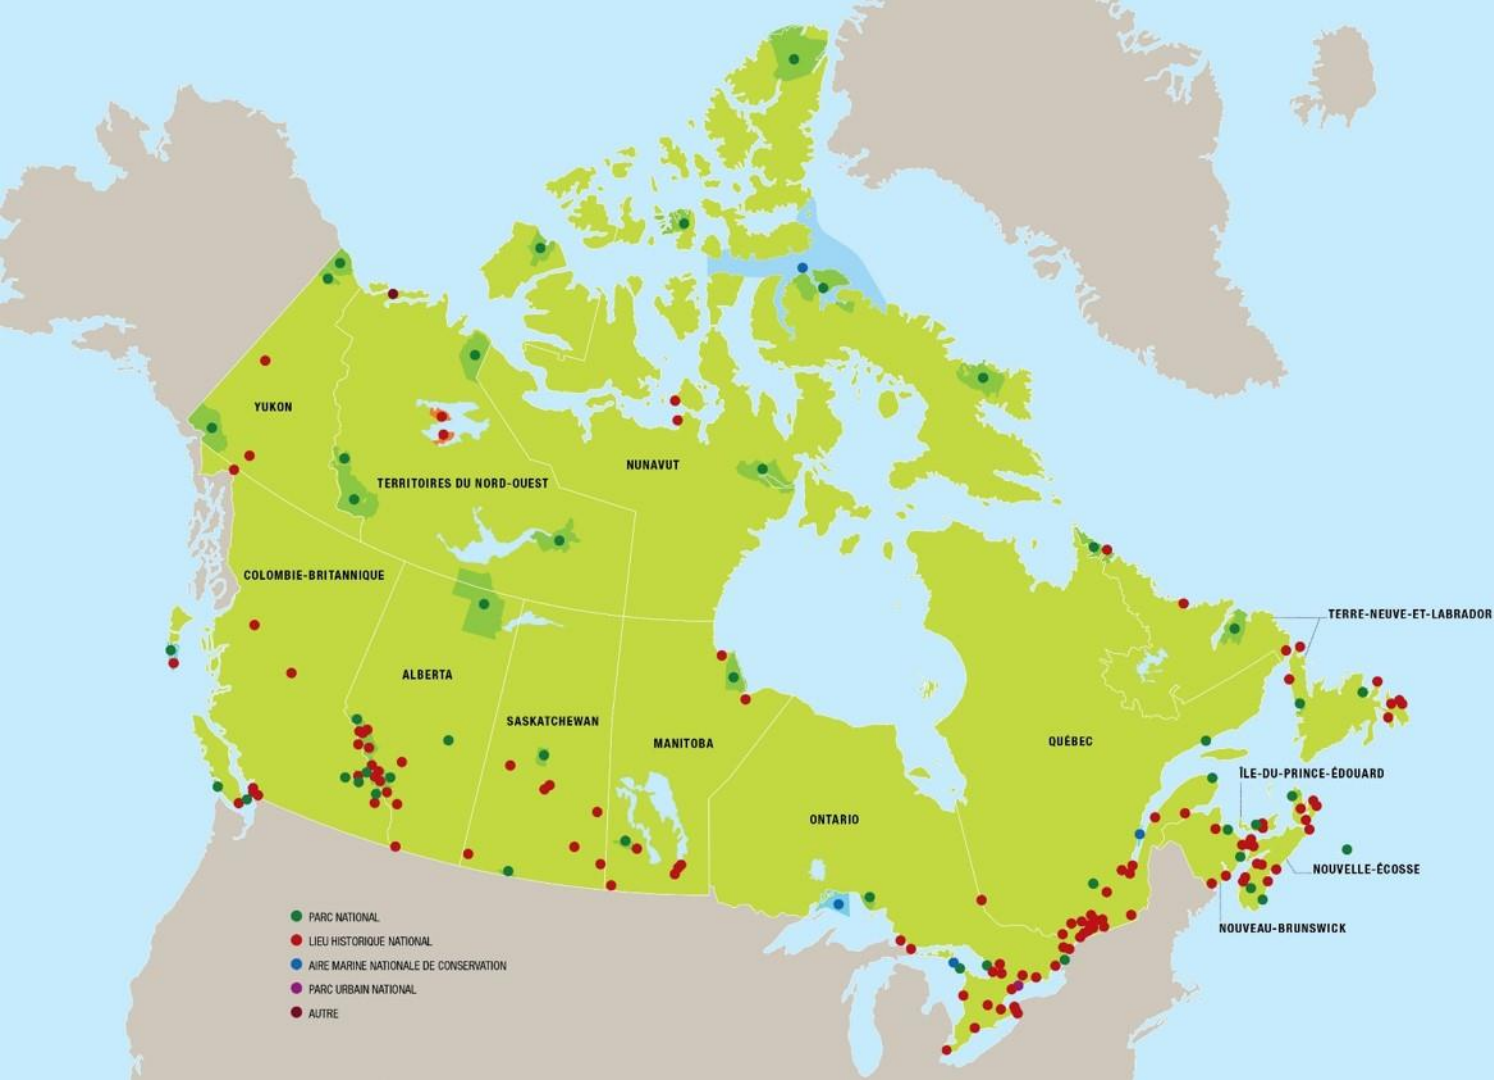 YUKON
TERRITOIRES DU NORD-OUEST
NUNAVUT
COLOMBIE-BRITANNIQUE
ALBERTA
SASKATCHEWAN
MANITOBA
ONTARIO
QUÉBEC
TERRE-NEUVE-ET-LABRADOR
ÎLE-DU-PRINCE-ÉDOUARD
NOUVELLE-ÉCOSSE
NOUVEAU-BRUNSWICK
PARC NATIONAL
LIEU HISTORIQUE NATIONAL
AIRE MARINE NATIONALE DE CONSERVATION
PARC URBAIN NATIONAL
AUTRE